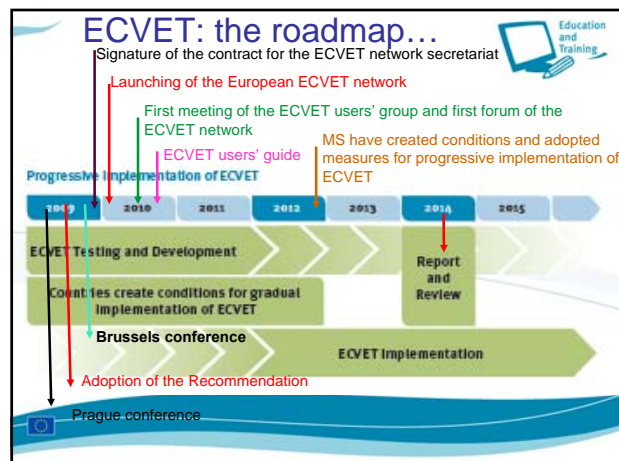 ECVET: the roadmap…
Education
and
Training
Signature of the contract for the ECVET network secretariat
Launching of the European ECVET network
First meeting of the ECVET users' group and first forum of the
ECVET network
MS have created conditions and adopted
measures for progressive implementation of
ECVET
ECVET users' guide
Progressive Implementation of ECVET
2009 2010 2011 2012 2013 2014 2015
ECVET Testing and Development
Report
and
Review
Countries create conditions for gradual
implementation of ECVET
Brussels conference
ECVET Implementation
Adoption of the Recommendation
Prague conference